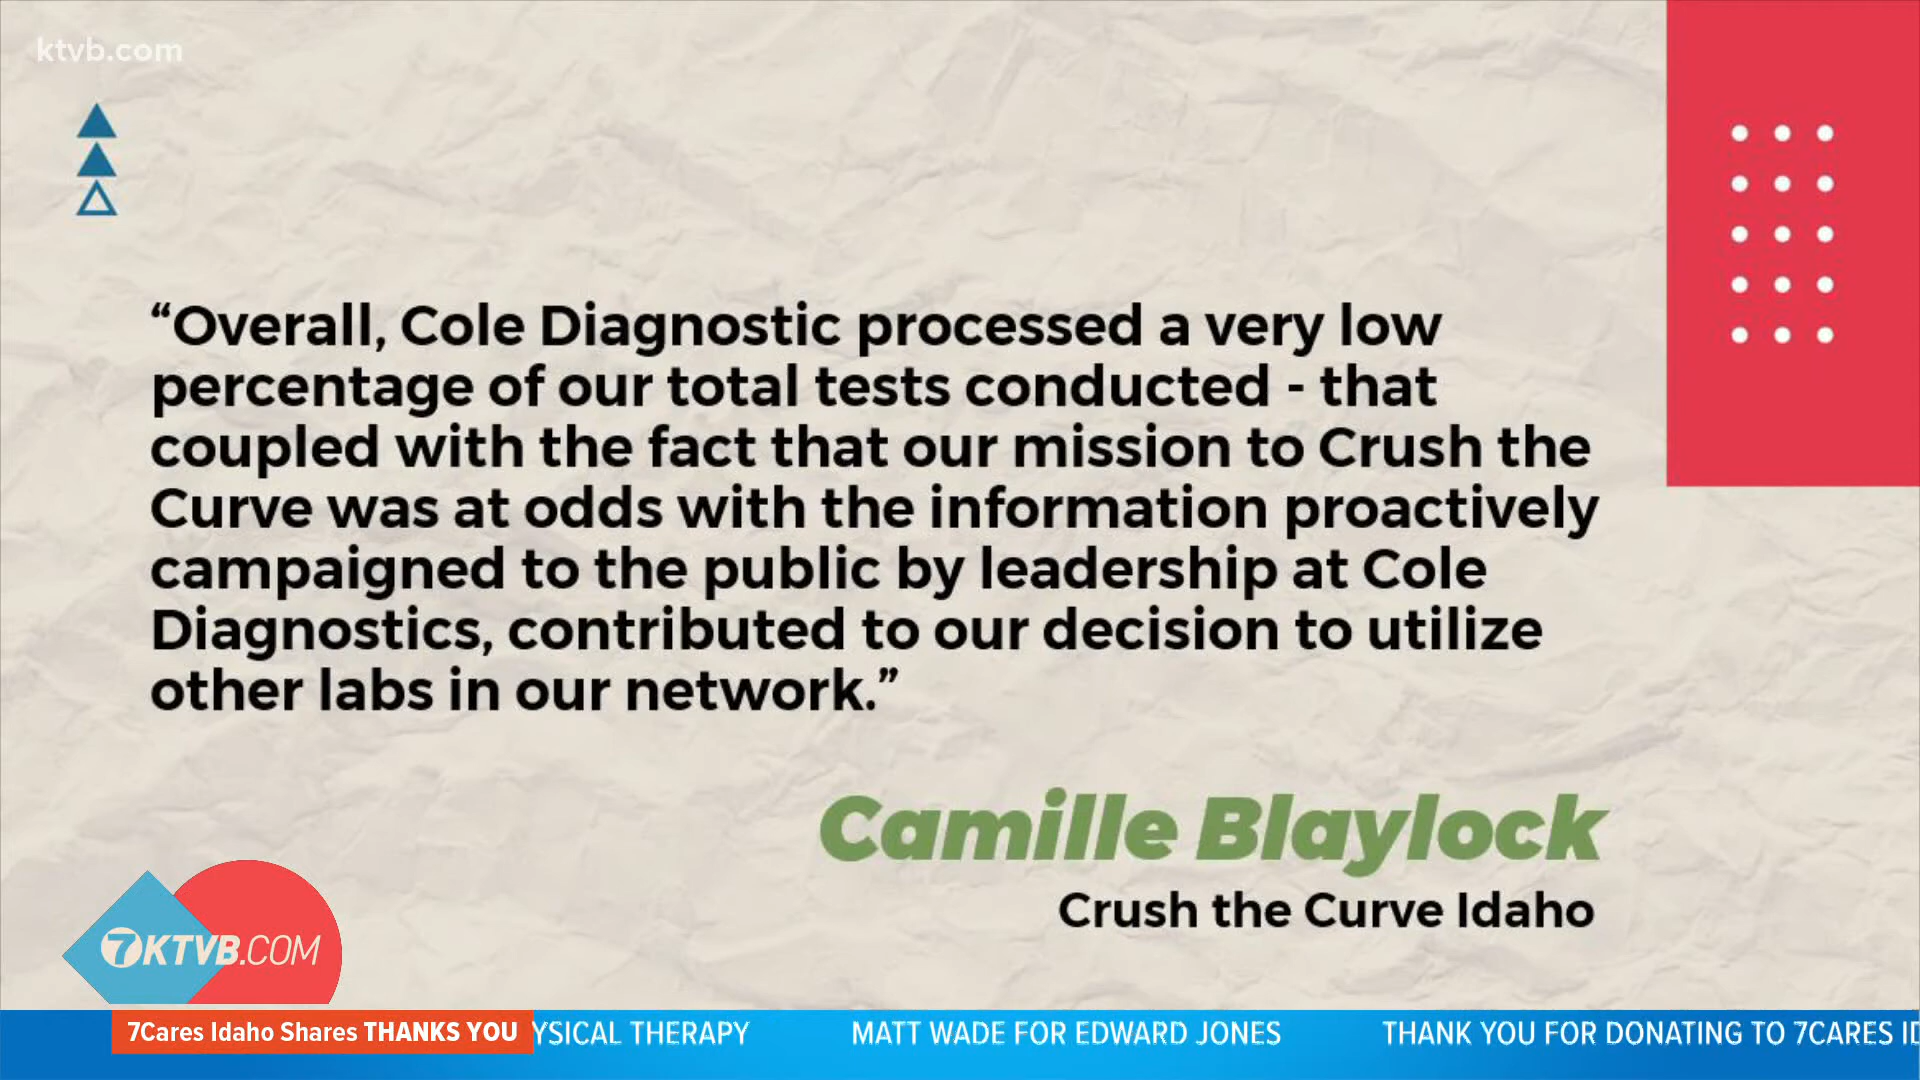 ktvb.com
“Overall, Cole Diagnostic processed a very low
percentage of our total tests conducted - that
coupled with the fact that our mission to Crush the
Curve was at odds with the information proactively
campaigned to the public by leadership at Cole
Diagnostics, contributed to our decision to utilize
other labs in our network.”
Camille Blaylock
Crush the Curve Idaho
7KTVB.COM
7Cares Idaho Shares THANKS YOU YSICAL THERAPY MATT WADE FOR EDWARD JONES THANK YOU FOR DONATING TO 7CARES ID